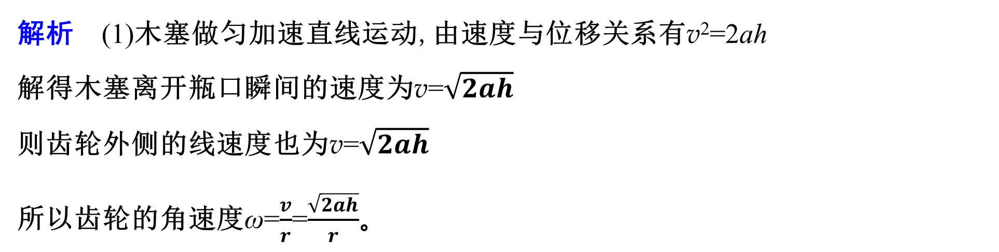 解析　(1)木塞做匀加速直线运动, 由速度与位移关系有v²=2ah
解得木塞离开瓶口瞬间的速度为v=√(2ah)
则齿轮外侧的线速度也为v=√(2ah)
所以齿轮的角速度ω=v/r=√(2ah)/r。